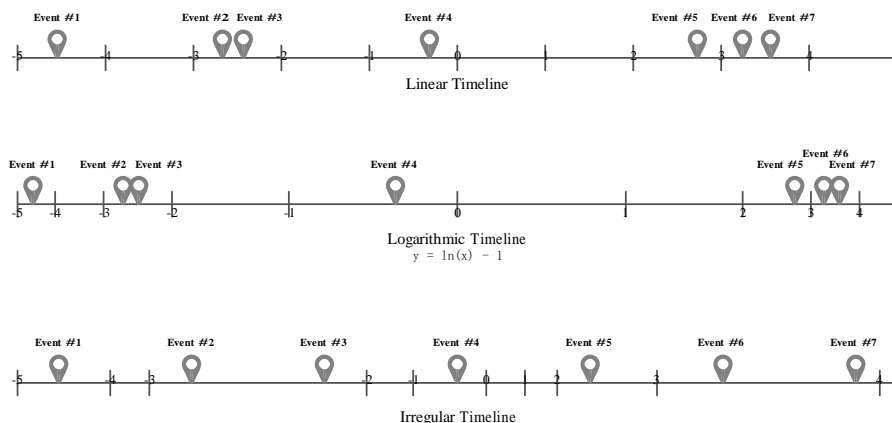 Event #1 Event #2 Event #3 Event #4 Event #5 Event #6 Event #7
-5 -4 -3 -2 -1 0 1 2 3 4
Linear Timeline
Event #6
Event #1 Event #2 Event #3 Event #4 Event #5 Event #7
-5 -4 -3 -2 -1 0 1 2 3 4
Logarithmic Timeline
y = ln(x) - 1
Event #1 Event #2 Event #3 Event #4 Event #5 Event #6 Event #7
-5 -4 -3 -2 -1 0 1 2 3 4
Irregular Timeline